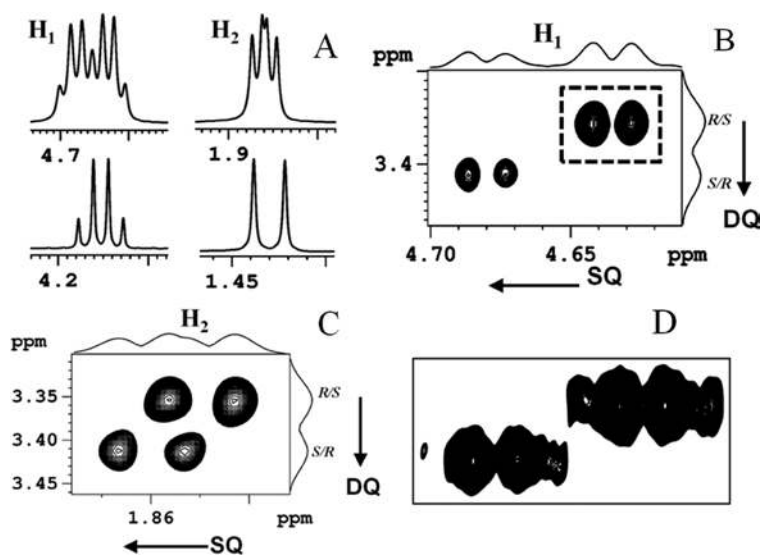 H₁
H₂
A
4.7
1.9
4.2
1.45
H₁
B
ppm
3.4
R/S
S/R
DQ
4.70
4.65
ppm
SQ
H₂
C
ppm
3.35
3.40
3.45
R/S
S/R
DQ
1.86
ppm
SQ
D